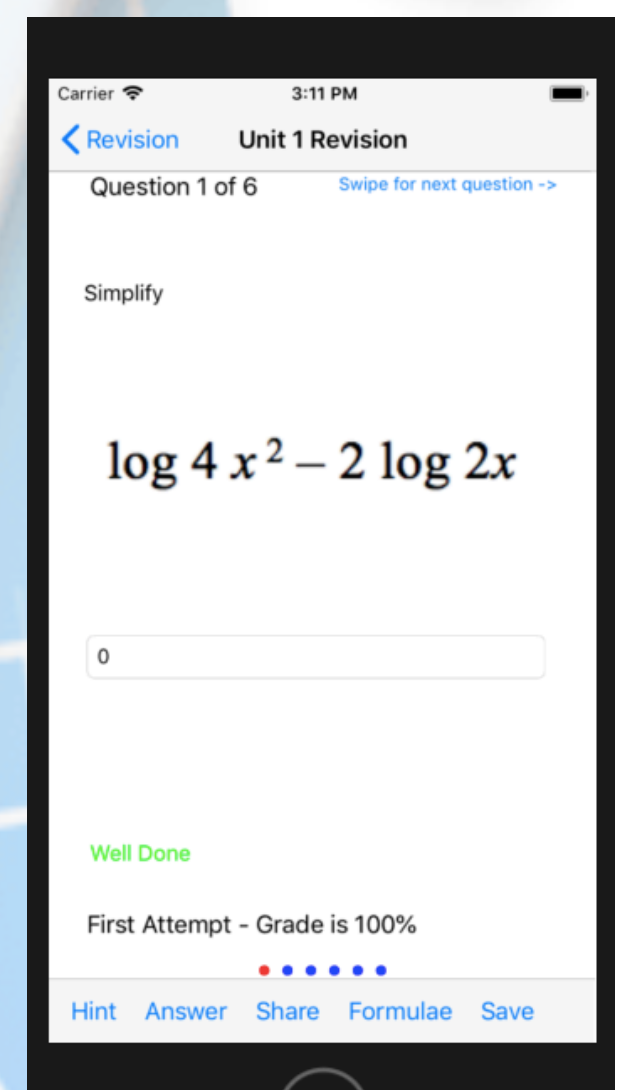 Carrier 3:11 PM
Revision Unit 1 Revision
Question 1 of 6 Swipe for next question ->
Simplify
log 4 x² – 2 log 2x
0
Well Done
First Attempt - Grade is 100%
Hint Answer Share Formulae Save